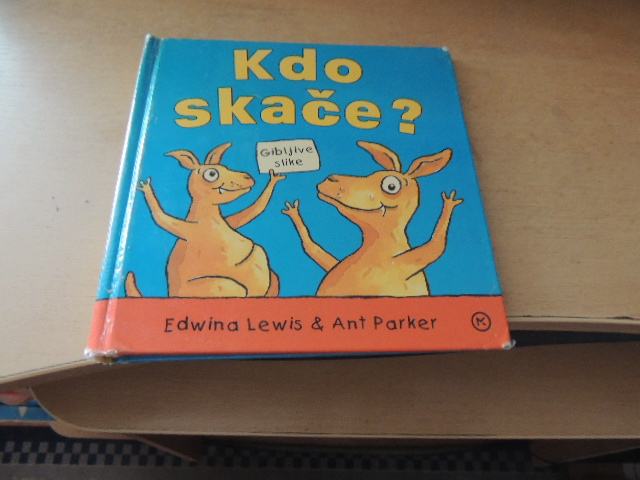 Kdo
skače?
Gibljive
slike
Edwina Lewis & Ant Parker